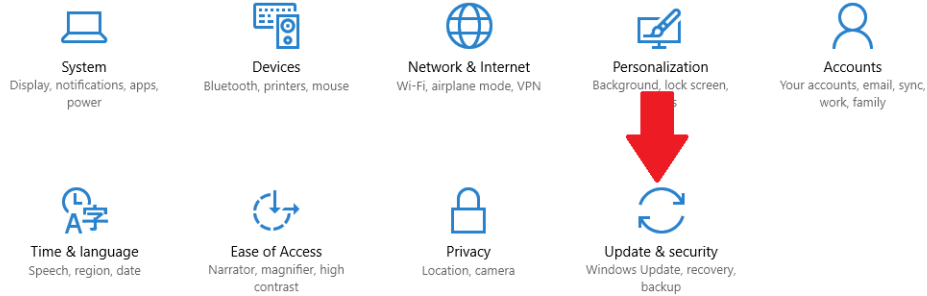 System
Display, notifications, apps,
power
Devices
Bluetooth, printers, mouse
Network & Internet
Wi-Fi, airplane mode, VPN
Personalization
Background, lock screen,
Accounts
Your accounts, email, sync,
work, family
A字
Time & language
Speech, region, date
Ease of Access
Narrator, magnifier, high
contrast
Privacy
Location, camera
Update & security
Windows Update, recovery,
backup